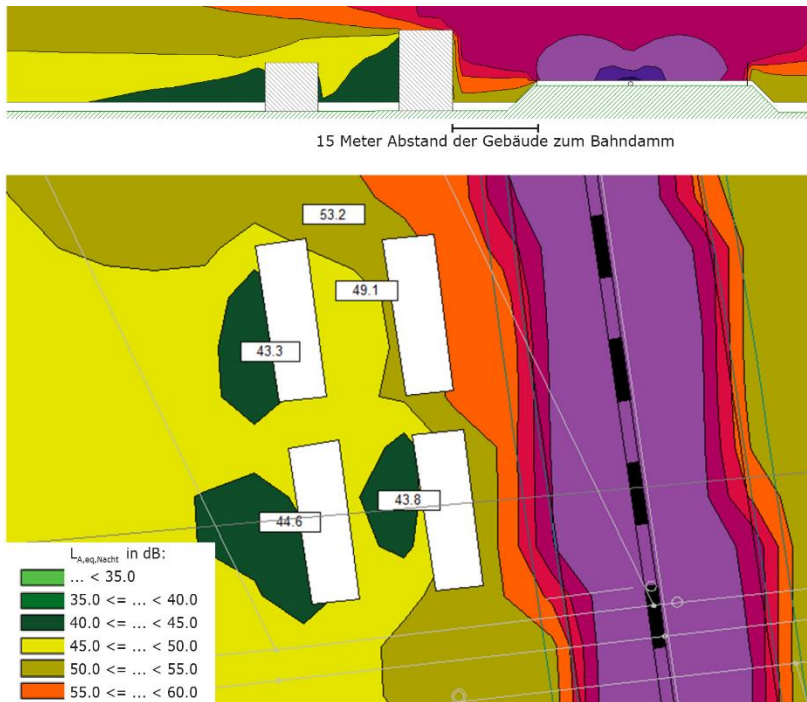 15 Meter Abstand der Gebäude zum Bahndamm
53.2
49.1
43.3
43.8
44.6
L A,eq,Nacht in dB:
... < 35.0
35.0 <= ... < 40.0
40.0 <= ... < 45.0
45.0 <= ... < 50.0
50.0 <= ... < 55.0
55.0 <= ... < 60.0